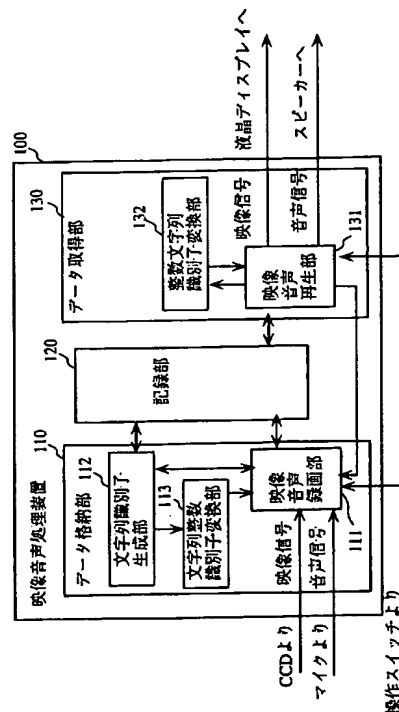 映像音声処理装置
100
データ格納部
110
文字列識別子
生成部
112
文字列整数
識別子変換部
113
映像
音声
録画部
111
記録部
120
データ取得部
130
整数文字列
識別子変換部
132
映像
音声
再生部
131
映像信号
音声信号
CCDより
マイクより
操作スイッチより
映像信号
液晶ディスプレイへ
音声信号
スピーカーへ